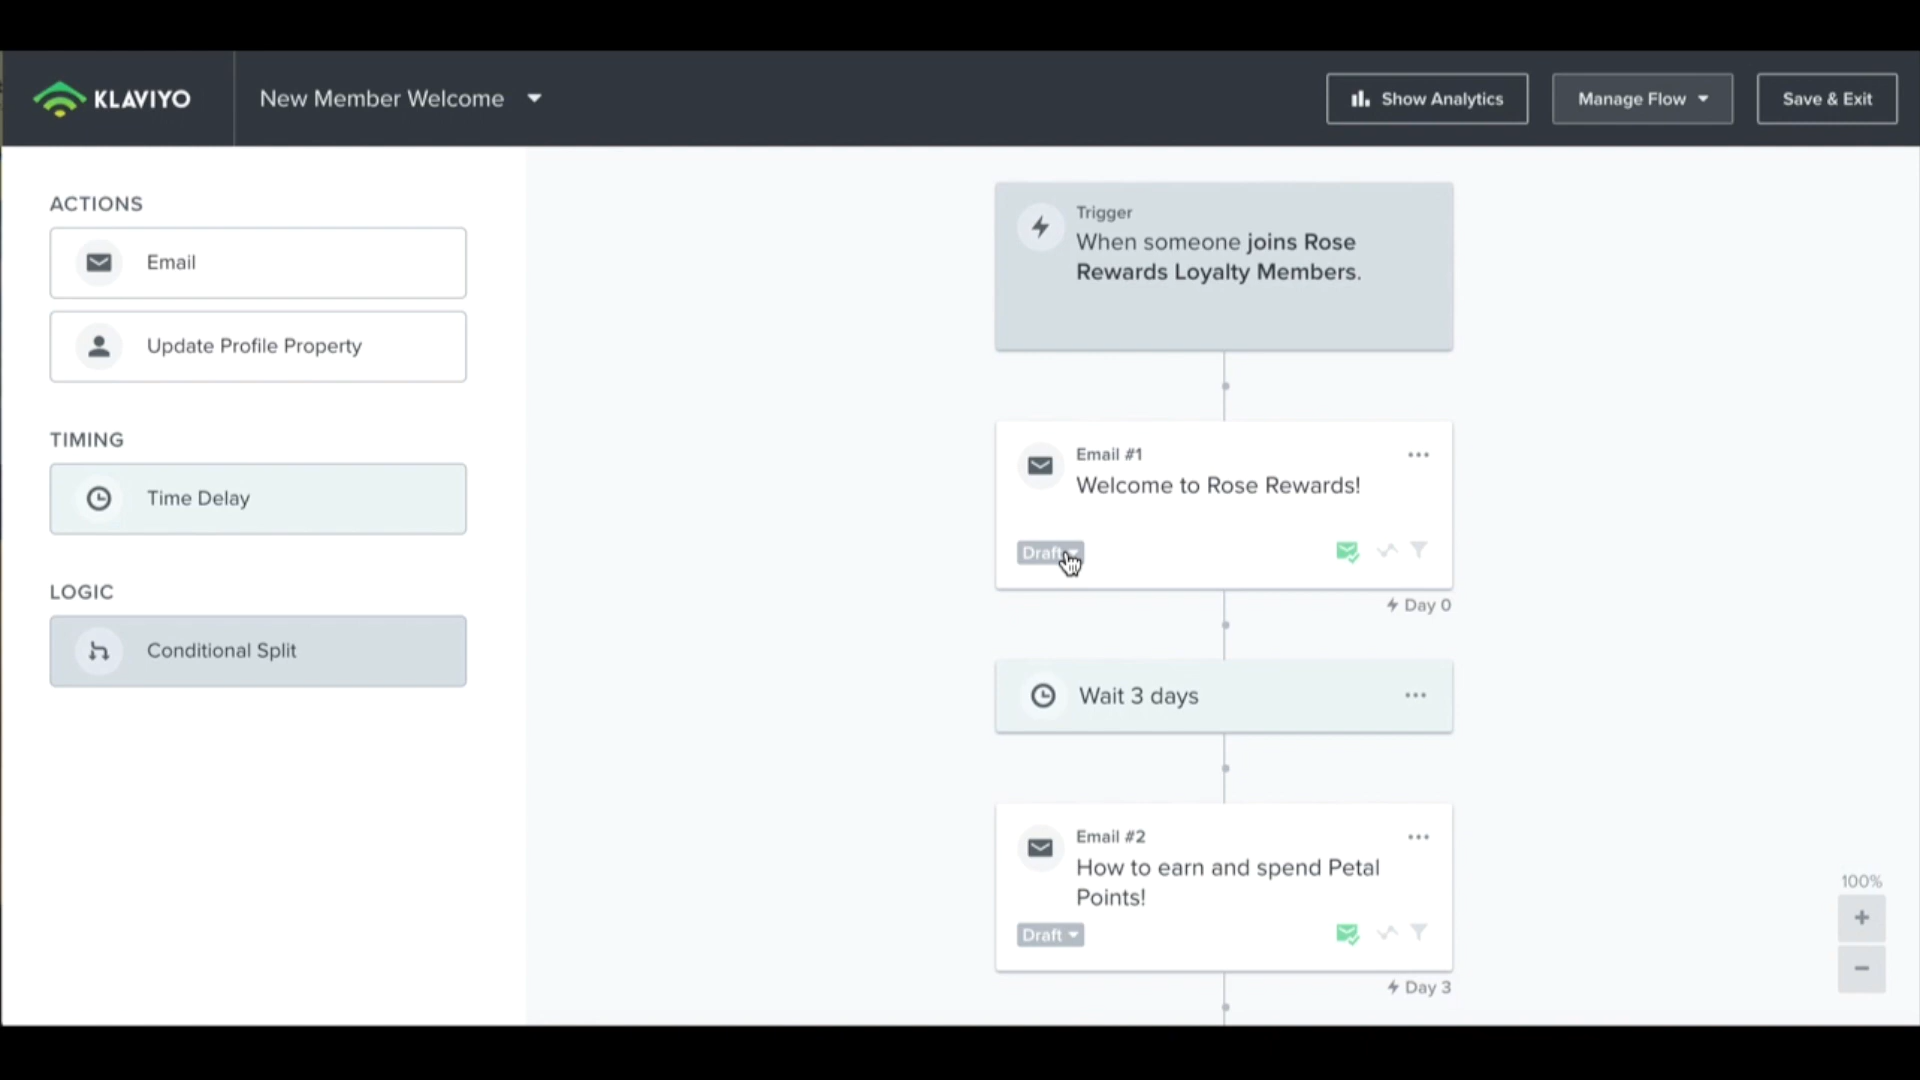 KLAVIYO
New Member Welcome
Show Analytics
Manage Flow
Save & Exit
ACTIONS
Email
Update Profile Property
TIMING
Time Delay
LOGIC
Conditional Split
Trigger
When someone joins Rose
Rewards Loyalty Members.
Email #1
Welcome to Rose Rewards!
Draft
Day 0
Wait 3 days
Email #2
How to earn and spend Petal
Points!
Draft
Day 3
100%